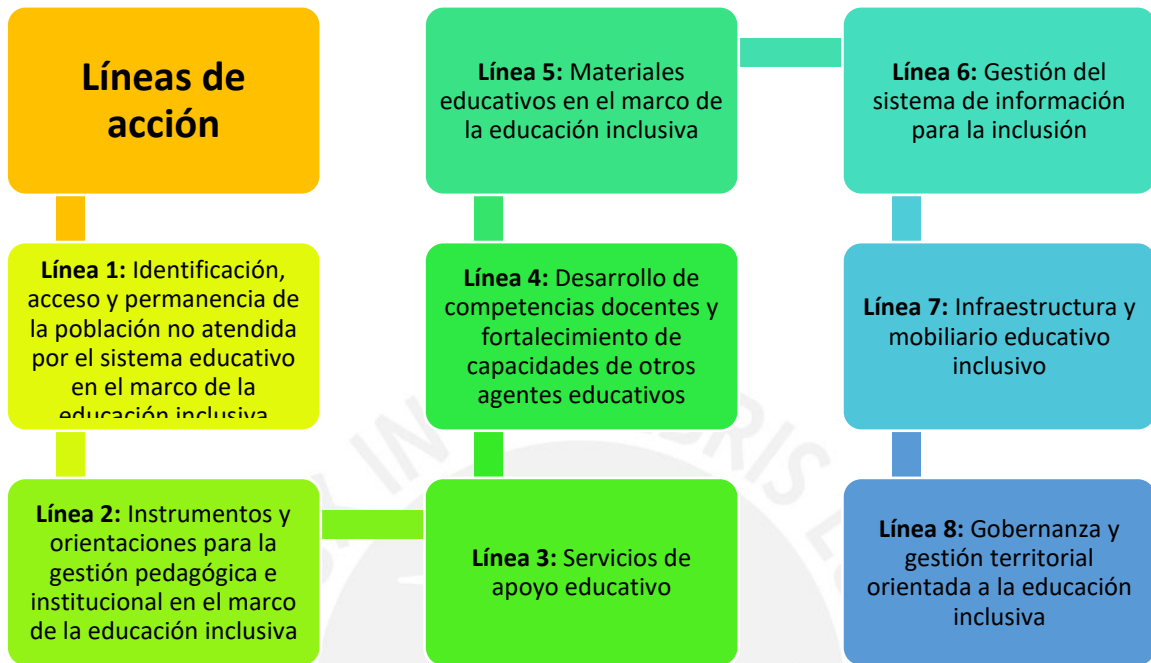 Líneas de
acción
Línea 1: Identificación,
acceso y permanencia de
la población no atendida
por el sistema educativo
en el marco de la
educación inclusiva
Línea 2: Instrumentos y
orientaciones para la
gestión pedagógica e
institucional en el marco
de la educación inclusiva
Línea 3: Servicios de
apoyo educativo
Línea 4: Desarrollo de
competencias docentes y
fortalecimiento de
capacidades de otros
agentes educativos
Línea 5: Materiales
educativos en el marco de
la educación inclusiva
Línea 6: Gestión del
sistema de información
para la inclusión
Línea 7: Infraestructura y
mobiliario educativo
inclusivo
Línea 8: Gobernanza y
gestión territorial
orientada a la educación
inclusiva